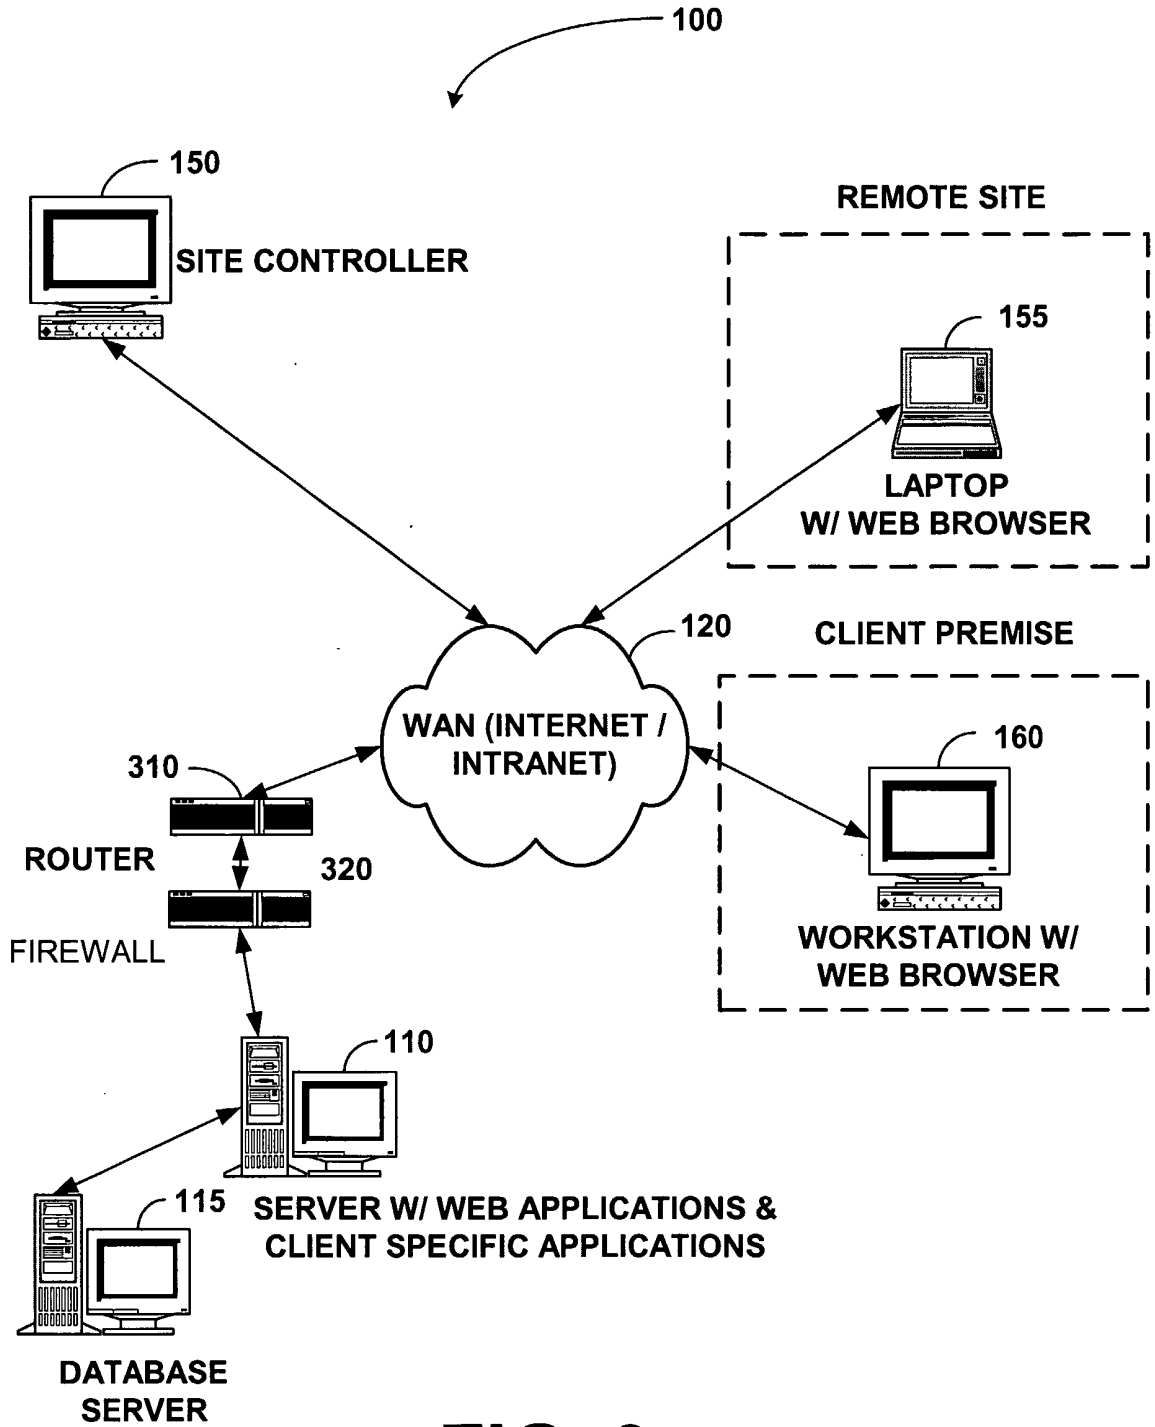 100
150
SITE CONTROLLER
REMOTE SITE
155
LAPTOP
W/ WEB BROWSER
120
CLIENT PREMISE
WAN (INTERNET /
INTRANET)
160
310
ROUTER
320
FIREWALL
WORKSTATION W/
WEB BROWSER
110
SERVER W/ WEB APPLICATIONS &
CLIENT SPECIFIC APPLICATIONS
115
DATABASE
SERVER